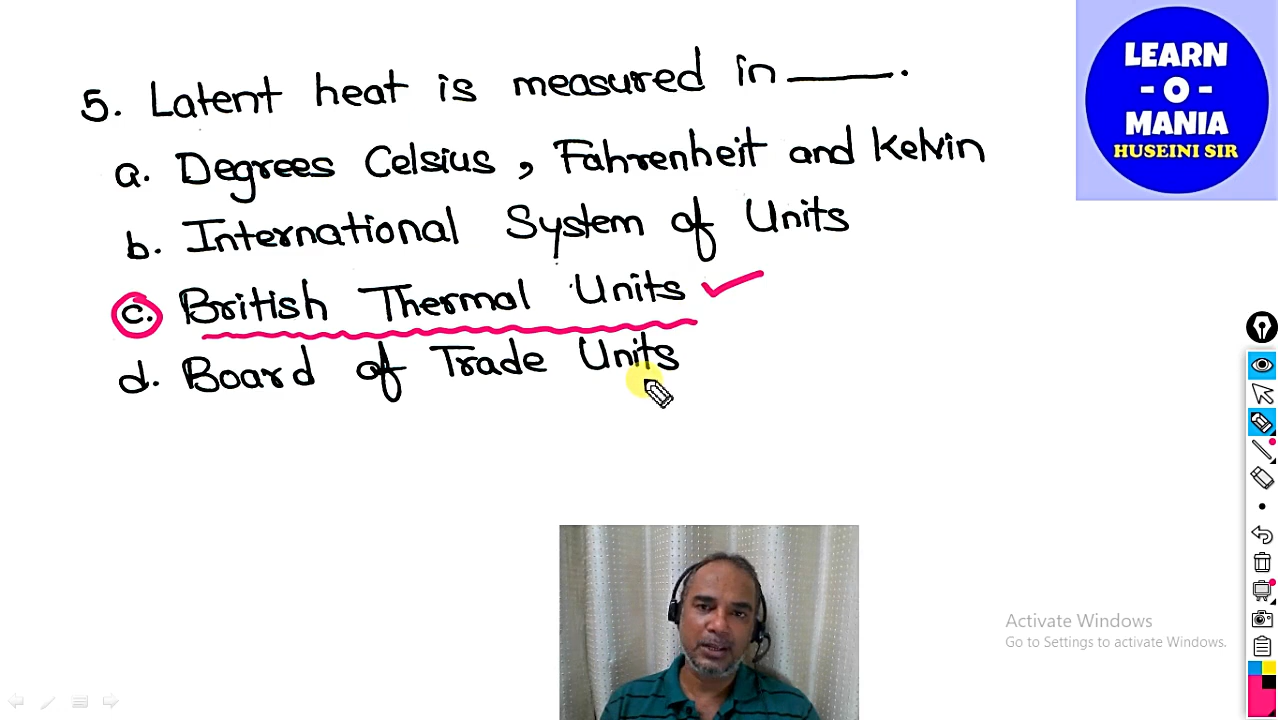 5. Latent heat is measured in ______.
a. Degrees Celsius, Fahrenheit and Kelvin
b. International System of Units
c. British Thermal Units ✓
d. Board of Trade Units
LEARN
- O -
MANIA
HUSEINI SIR
Activate Windows
Go to Settings to activate Windows.